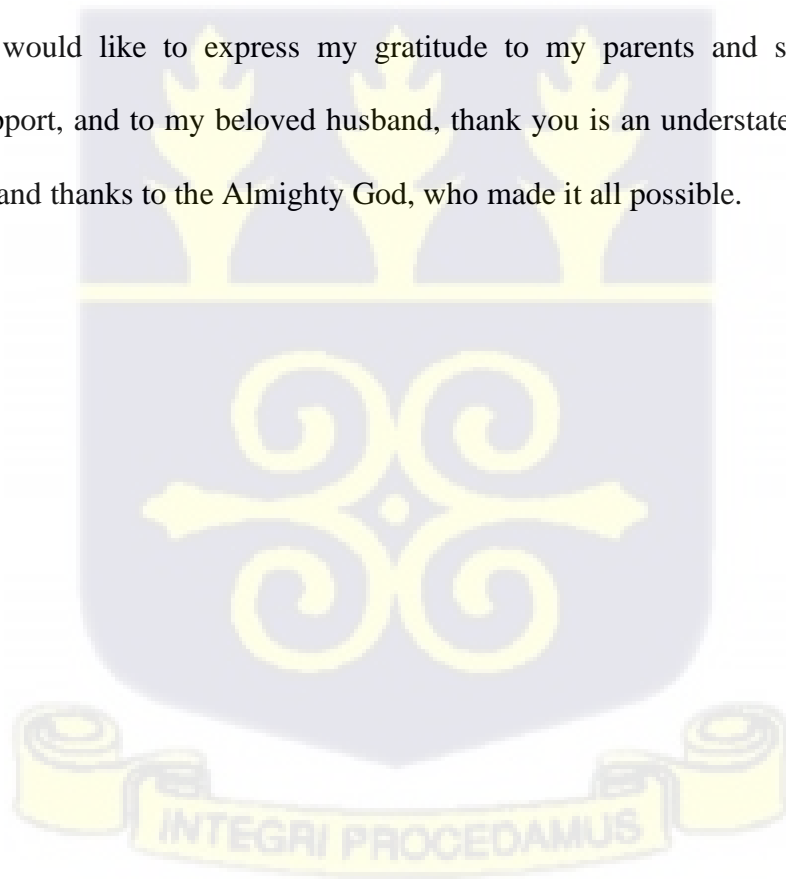 would like to express my gratitude to my parents and s
pport, and to my beloved husband, thank you is an understate
and thanks to the Almighty God, who made it all possible.
INTEGRI PROCEDAMUS